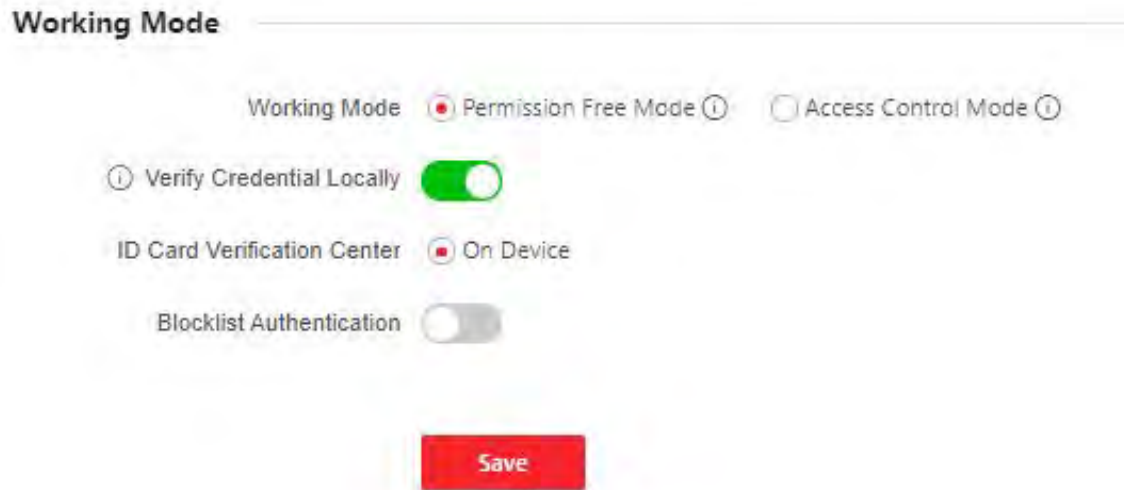 Working Mode
Working Mode Permission Free Mode Access Control Mode
Verify Credential Locally
ID Card Verification Center On Device
Blocklist Authentication
Save